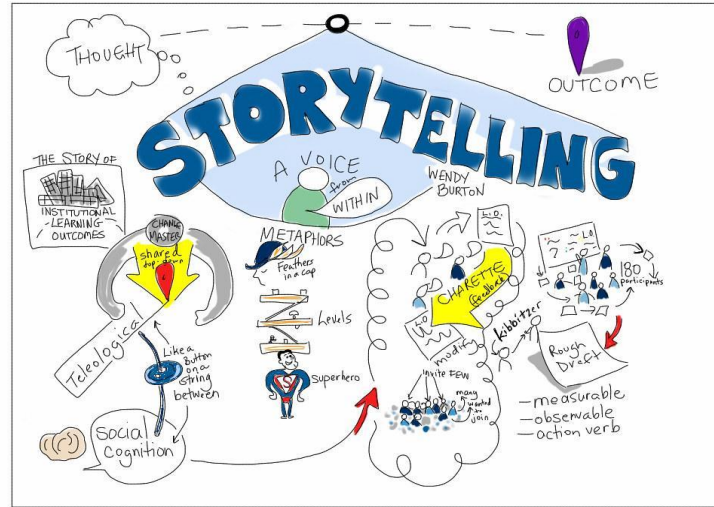 THOUGHT
OUTCOME
STORYTELLING
A VOICE
from
WITHIN
WENDY
BURTON
THE STORY OF
INSTITUTIONAL
-LEARNING
OUTCOMES
CHANGE
MASTER
shared
top-down
Teleological
Like a
Button
on a
String
between
Social
Cognition
METAPHORS
Feathers
in a cap
Levels
S
superhero
L.O.
CHARETTE
feedback
L.O
modify
invite FEW
many
wanted
to
join
kibbitzer
L.O.
?
180
participants
Rough
Draft
—measurable
—observable
—action verb